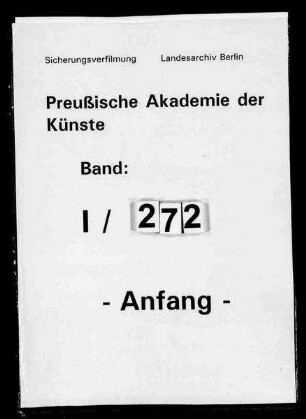 Sicherungsverfilmung Landesarchiv Berlin
Preußische Akademie der
Künste
Band:
I / 272
- Anfang -